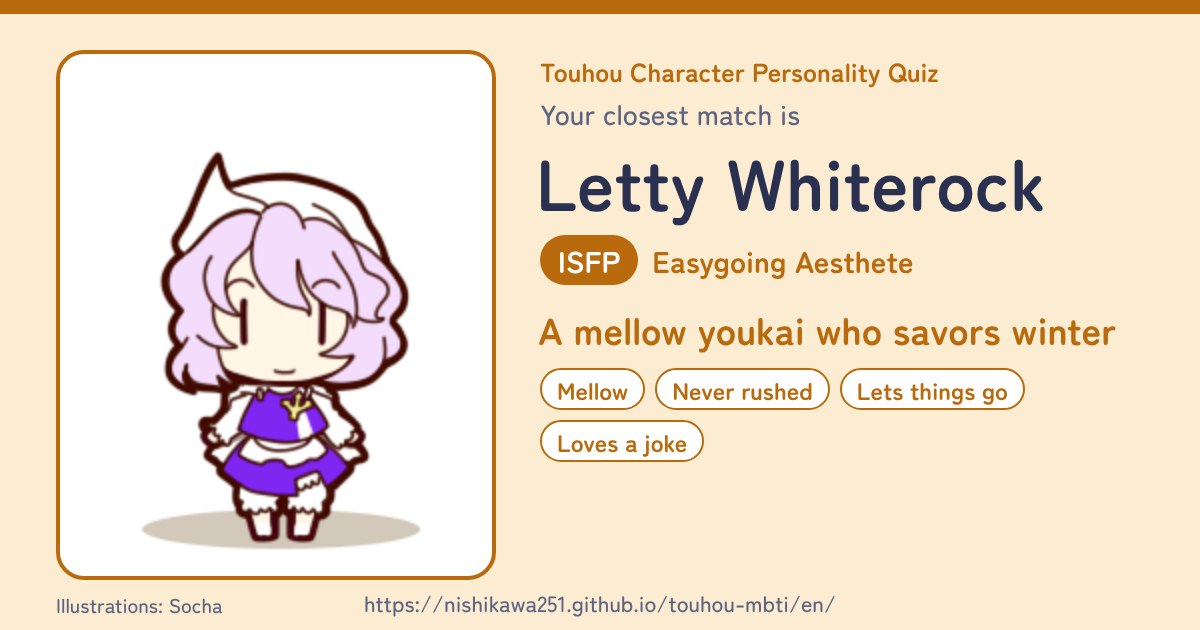 Touhou Character Personality Quiz
Your closest match is
Letty Whiterock
ISFP Easygoing Aesthete
A mellow youkai who savors winter
Mellow Never rushed Lets things go
Loves a joke
Illustrations: Socha https://nishikawa251.github.io/touhou-mbti/en/